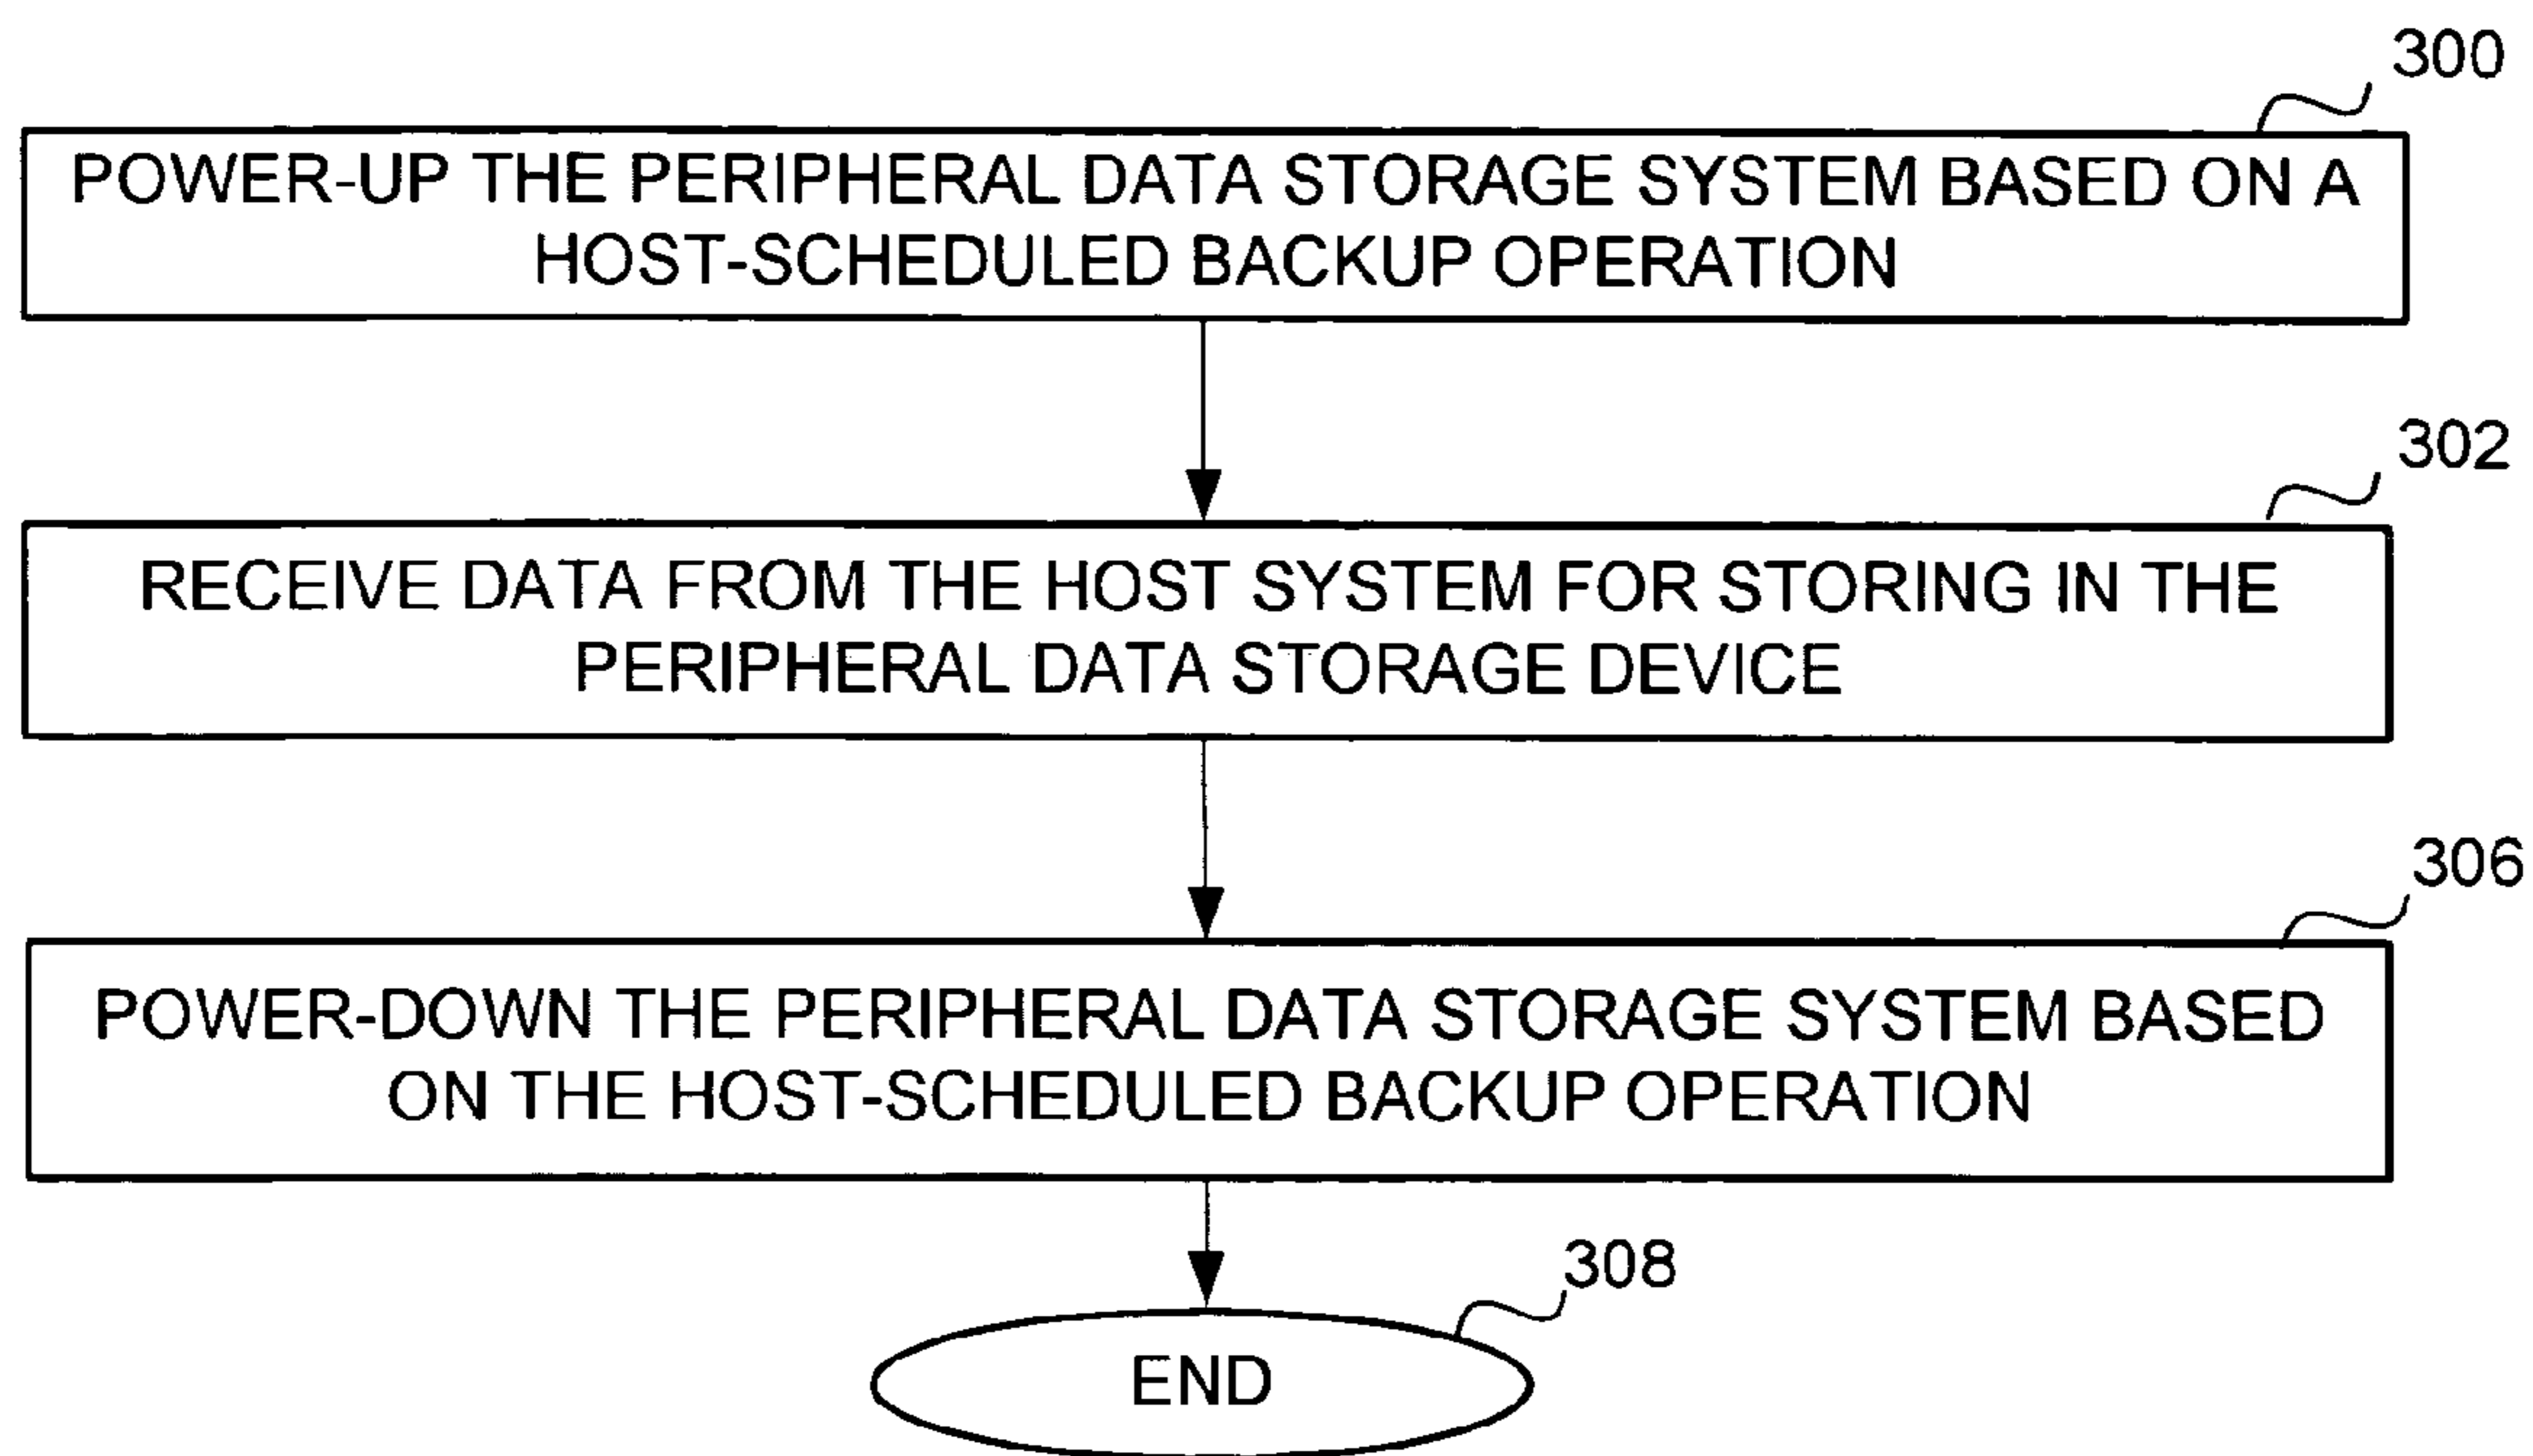 300
POWER-UP THE PERIPHERAL DATA STORAGE SYSTEM BASED ON A
HOST-SCHEDULED BACKUP OPERATION
302
RECEIVE DATA FROM THE HOST SYSTEM FOR STORING IN THE
PERIPHERAL DATA STORAGE DEVICE
306
POWER-DOWN THE PERIPHERAL DATA STORAGE SYSTEM BASED
ON THE HOST-SCHEDULED BACKUP OPERATION
308
END